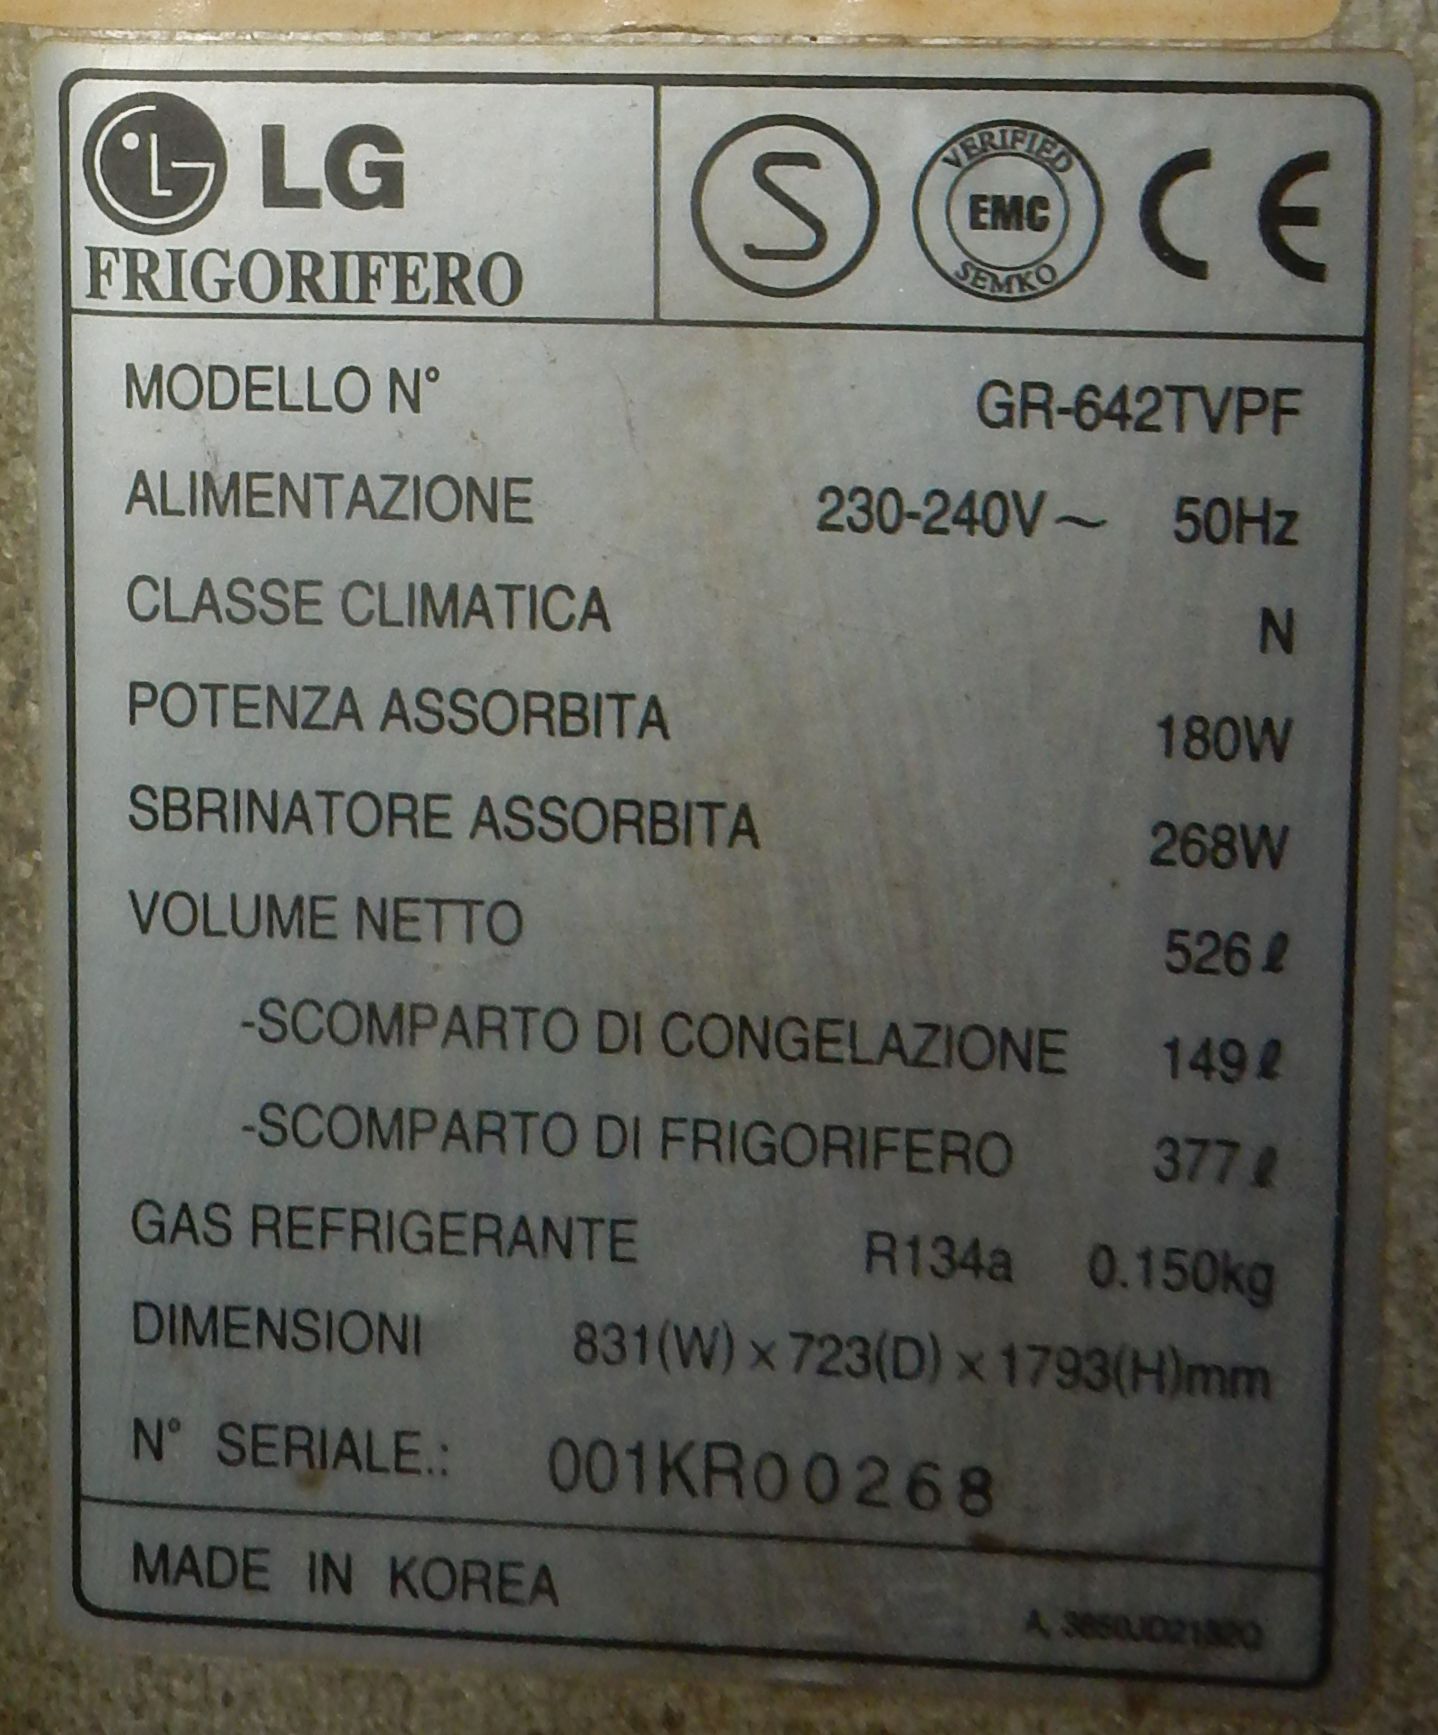 LG
FRIGORIFERO
S
VERIFIED
EMC
SEMKO
CE
MODELLO N° GR-642TVPF
ALIMENTAZIONE 230-240V~ 50Hz
CLASSE CLIMATICA N
POTENZA ASSORBITA 180W
SBRINATORE ASSORBITA 268W
VOLUME NETTO 526ℓ
-SCOMPARTO DI CONGELAZIONE 149ℓ
-SCOMPARTO DI FRIGORIFERO 377ℓ
GAS REFRIGERANTE R134a 0.150kg
DIMENSIONI 831(W)×723(D)×1793(H)mm
N° SERIALE.: 001KR00268
MADE IN KOREA